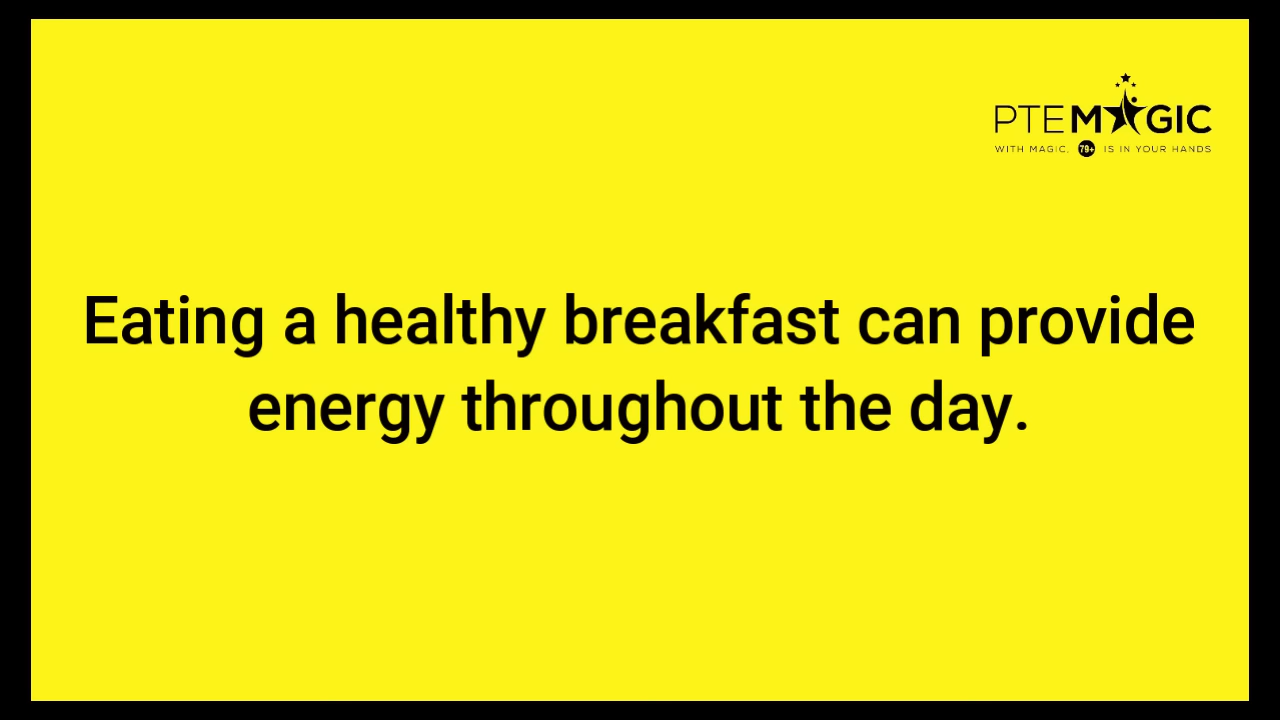 PTEMAGIC
WITH MAGIC, 79+ IS IN YOUR HANDS
Eating a healthy breakfast can provide
energy throughout the day.